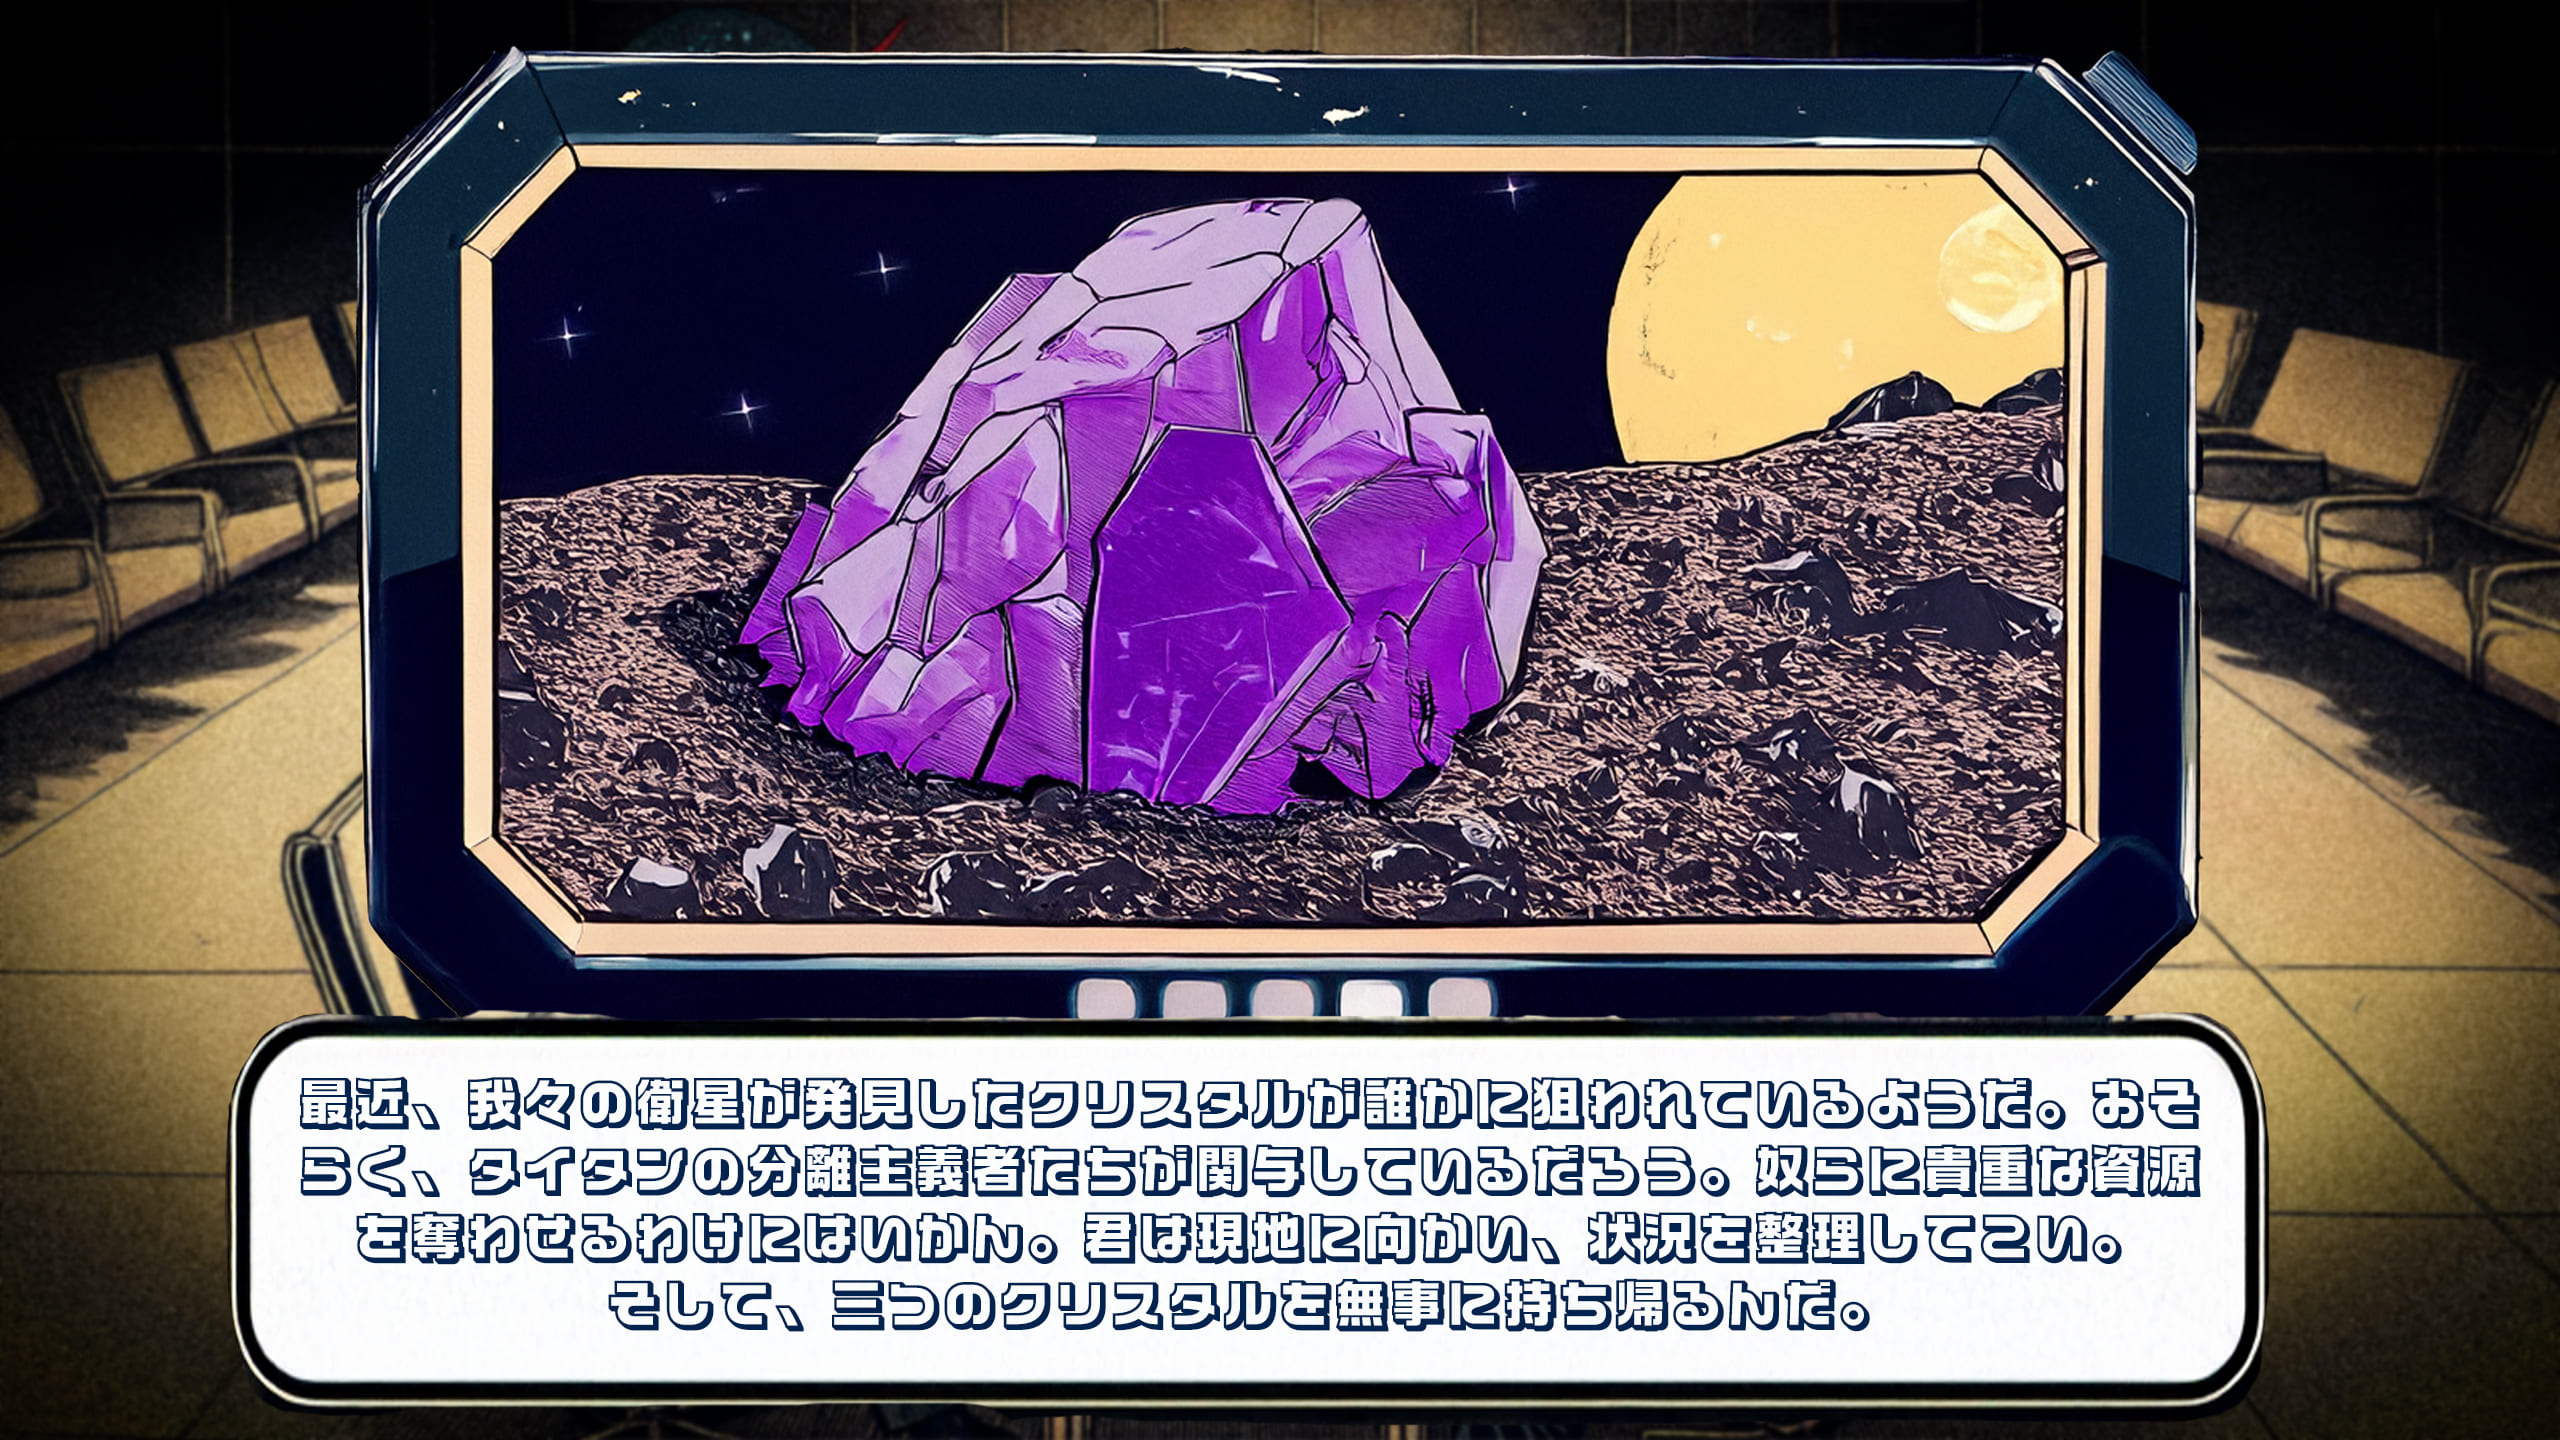 最近、我々の衛星が発見したクリスタルが誰かに狙われているようだ。おそ
らく、タイタンの分離主義者たちが関与しているだろう。奴らに貴重な資源
を奪わせるわけにはいかん。君は現地に向かい、状況を整理してこい。
そして、三つのクリスタルを無事に持ち帰るんだ。